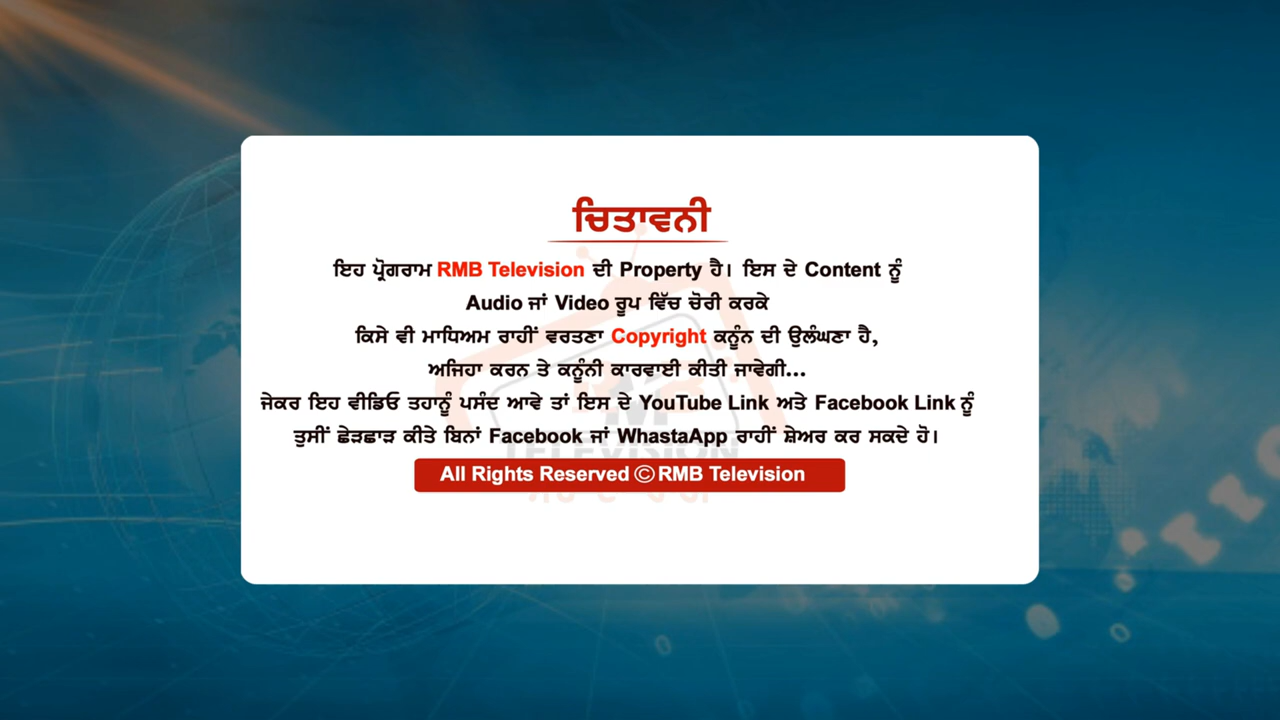 ਚਿਤਾਵਨੀ
ਇਹ ਪ੍ਰੋਗਰਾਮ RMB Television ਦੀ Property ਹੈ। ਇਸ ਦੇ Content ਨੂੰ
Audio ਜਾਂ Video ਰੂਪ ਵਿੱਚ ਚੋਰੀ ਕਰਕੇ
ਕਿਸੇ ਵੀ ਮਾਧਿਅਮ ਰਾਹੀਂ ਵਰਤਣਾ Copyright ਕਨੂੰਨ ਦੀ ਉਲੰਘਣਾ ਹੈ,
ਅਜਿਹਾ ਕਰਨ ਤੇ ਕਨੂੰਨੀ ਕਾਰਵਾਈ ਕੀਤੀ ਜਾਵੇਗੀ...
ਜੇਕਰ ਇਹ ਵੀਡਿਓ ਤਹਾਨੂੰ ਪਸੰਦ ਆਵੇ ਤਾਂ ਇਸ ਦੇ YouTube Link ਅਤੇ Facebook Link ਨੂੰ
ਤੁਸੀਂ ਛੇੜਛਾੜ ਕੀਤੇ ਬਿਨਾਂ Facebook ਜਾਂ WhastaApp ਰਾਹੀਂ ਸ਼ੇਅਰ ਕਰ ਸਕਦੇ ਹੋ।
TELEVISION
All Rights Reserved © RMB Television